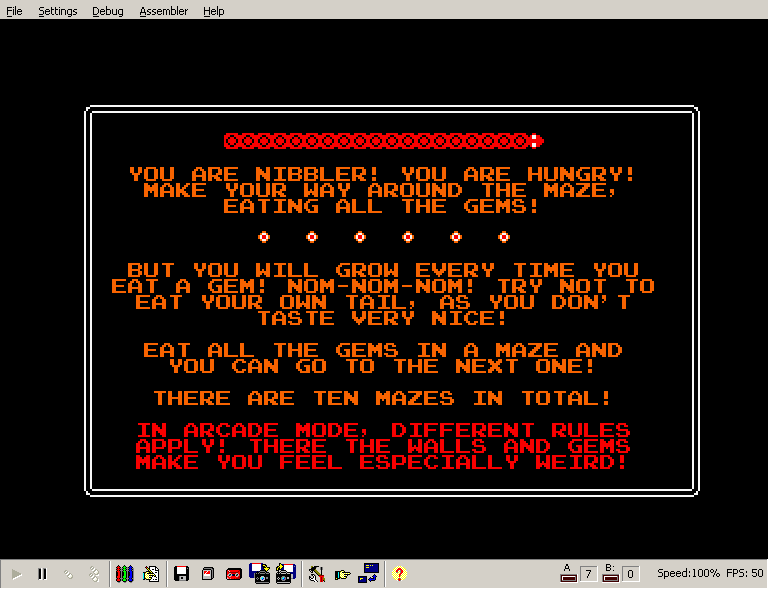 File Settings Debug Assembler Help
YOU ARE NIBBLER! YOU ARE HUNGRY!
MAKE YOUR WAY AROUND THE MAZE,
EATING ALL THE GEMS!
BUT YOU WILL GROW EVERY TIME YOU
EAT A GEM! NOM-NOM-NOM! TRY NOT TO
EAT YOUR OWN TAIL, AS YOU DON'T
TASTE VERY NICE!
EAT ALL THE GEMS IN A MAZE AND
YOU CAN GO TO THE NEXT ONE!
THERE ARE TEN MAZES IN TOTAL!
IN ARCADE MODE, DIFFERENT RULES
APPLY! THERE THE WALLS AND GEMS
MAKE YOU FEEL ESPECIALLY WEIRD!
A 7 B: 0 Speed:100% FPS: 50